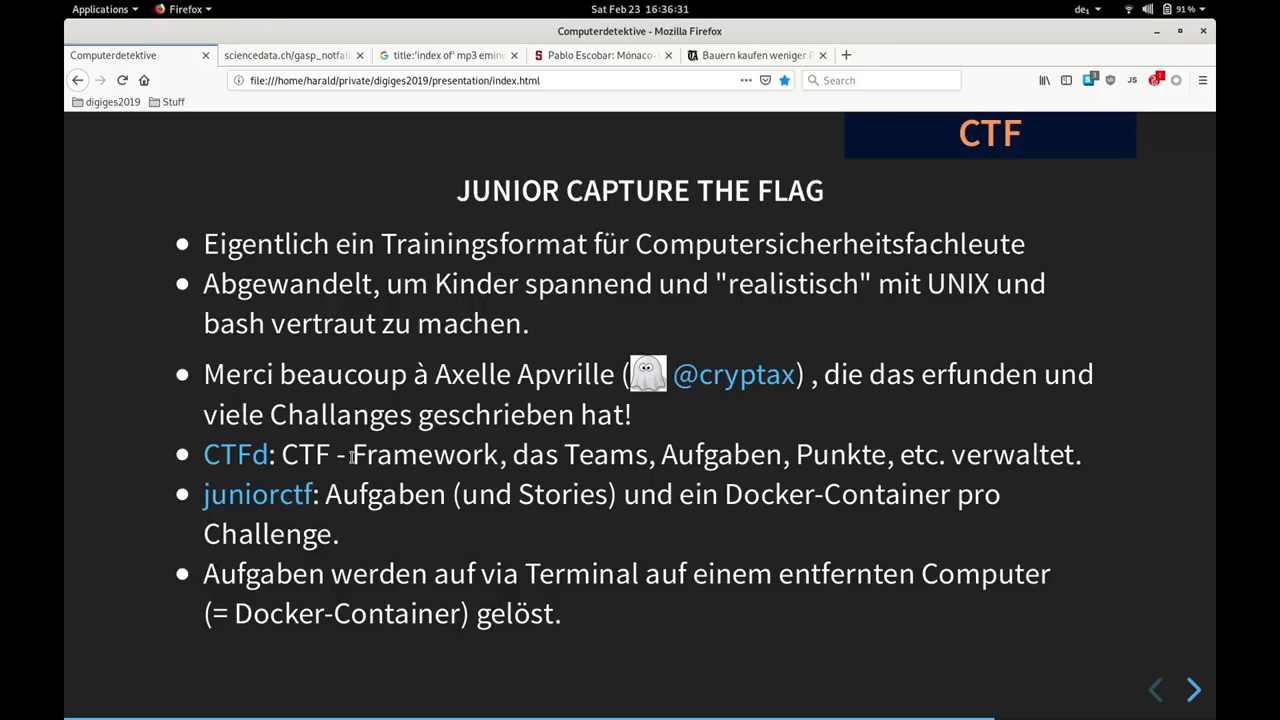 Applications Firefox Sat Feb 23 16:36:31 de₁ 91%
Computerdetektive - Mozilla Firefox
Computerdetektive sciencedata.ch/gasp_notfall title:'index of' mp3 emine Pablo Escobar: Mónaco- Bauern kaufen weniger P
file:///home/harald/private/digiges2019/presentation/index.html Search
digiges2019 Stuff
CTF
JUNIOR CAPTURE THE FLAG
Eigentlich ein Trainingsformat für Computersicherheitsfachleute
Abgewandelt, um Kinder spannend und "realistisch" mit UNIX und
bash vertraut zu machen.
Merci beaucoup à Axelle Apvrille ( @cryptax) , die das erfunden und
viele Challanges geschrieben hat!
CTFd: CTF - Framework, das Teams, Aufgaben, Punkte, etc. verwaltet.
juniorctf: Aufgaben (und Stories) und ein Docker-Container pro
Challenge.
Aufgaben werden auf via Terminal auf einem entfernten Computer
(= Docker-Container) gelöst.